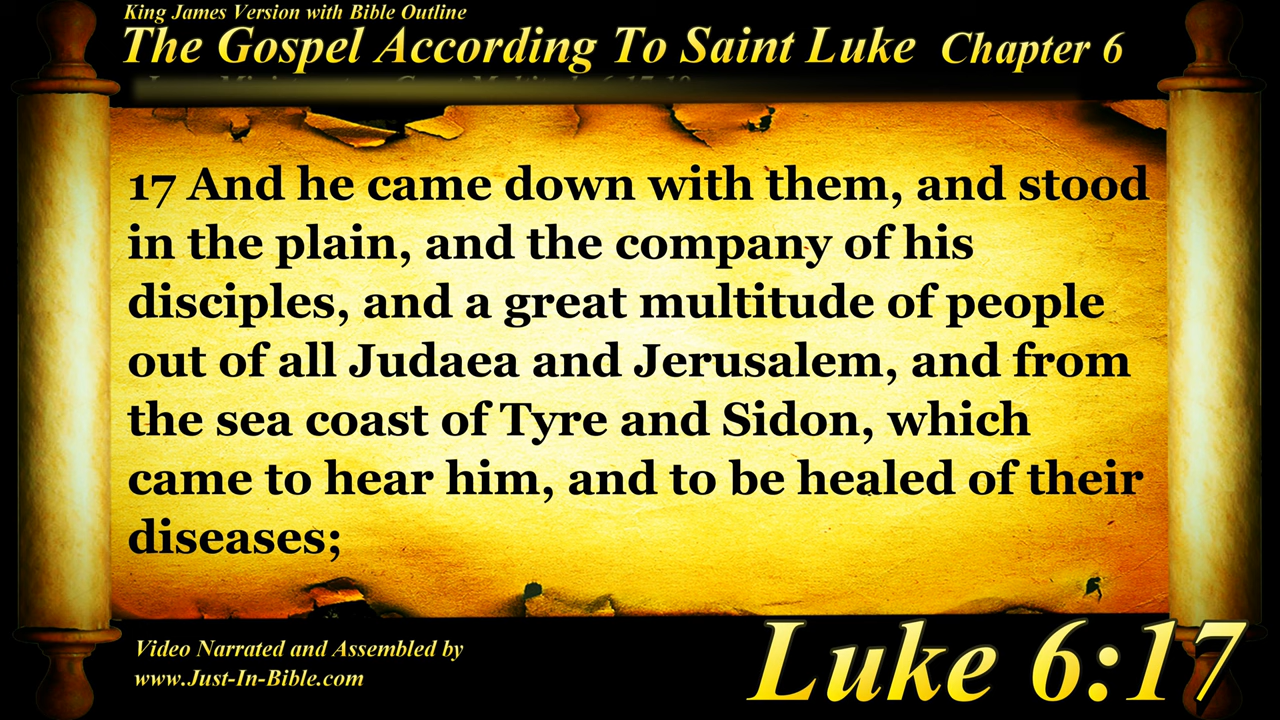 King James Version with Bible Outline
The Gospel According To Saint Luke Chapter 6
17 And he came down with them, and stood
in the plain, and the company of his
disciples, and a great multitude of people
out of all Judaea and Jerusalem, and from
the sea coast of Tyre and Sidon, which
came to hear him, and to be healed of their
diseases;
Video Narrated and Assembled by
www.Just-In-Bible.com
Luke 6:17